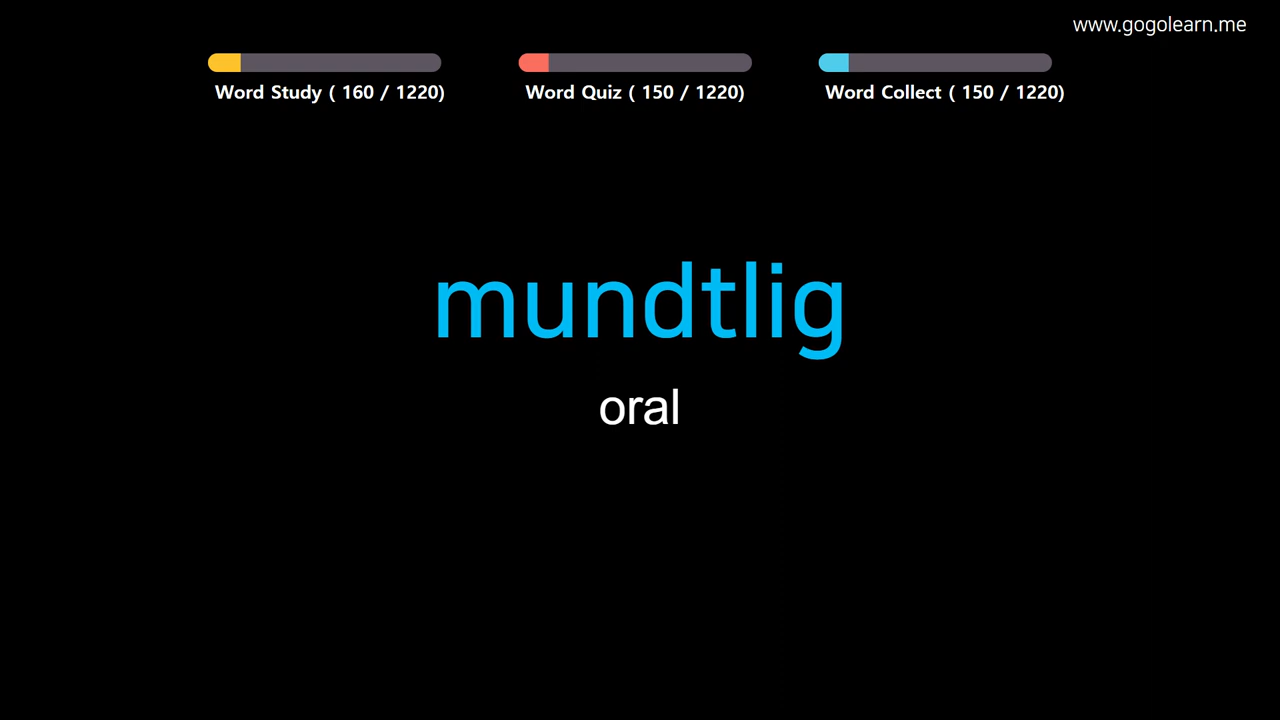 www.gogolearn.me
Word Study ( 160 / 1220)
Word Quiz ( 150 / 1220)
Word Collect ( 150 / 1220)
mundtlig
oral